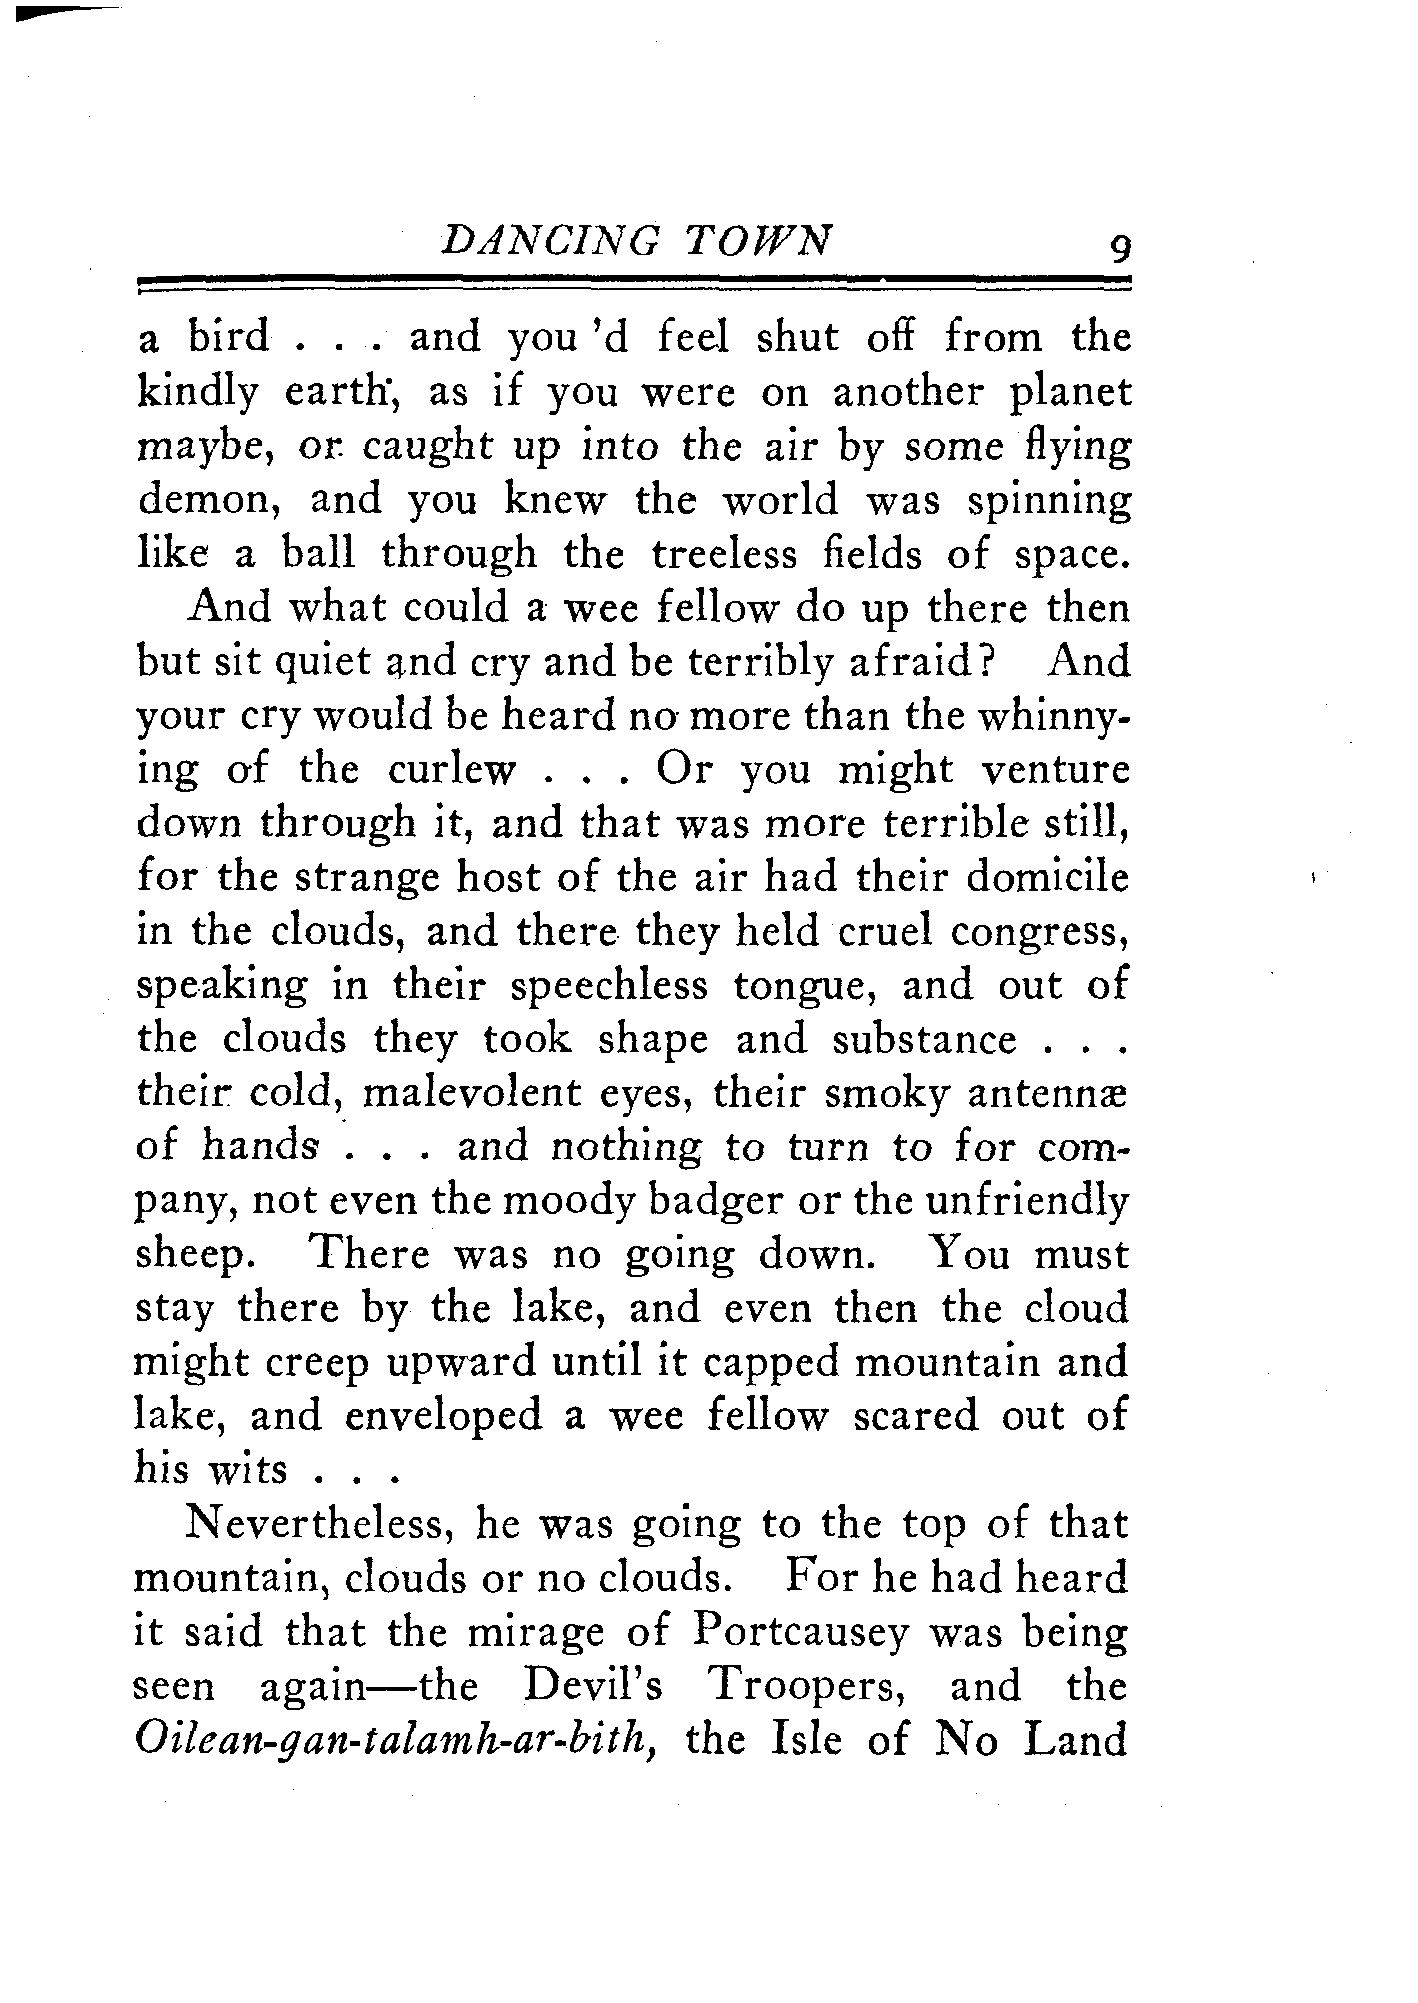 DANCING TOWN 9
a bird . . . and you 'd feel shut off from the
kindly earth, as if you were on another planet
maybe, or caught up into the air by some flying
demon, and you knew the world was spinning
like a ball through the treeless fields of space.
And what could a wee fellow do up there then
but sit quiet and cry and be terribly afraid? And
your cry would be heard no more than the whinny-
ing of the curlew . . . Or you might venture
down through it, and that was more terrible still,
for the strange host of the air had their domicile
in the clouds, and there they held cruel congress,
speaking in their speechless tongue, and out of
the clouds they took shape and substance . . .
their cold, malevolent eyes, their smoky antennæ
of hands . . . and nothing to turn to for com-
pany, not even the moody badger or the unfriendly
sheep. There was no going down. You must
stay there by the lake, and even then the cloud
might creep upward until it capped mountain and
lake, and enveloped a wee fellow scared out of
his wits . . .
Nevertheless, he was going to the top of that
mountain, clouds or no clouds. For he had heard
it said that the mirage of Portcausey was being
seen again—the Devil's Troopers, and the
Oilean-gan-talamh-ar-bith, the Isle of No Land